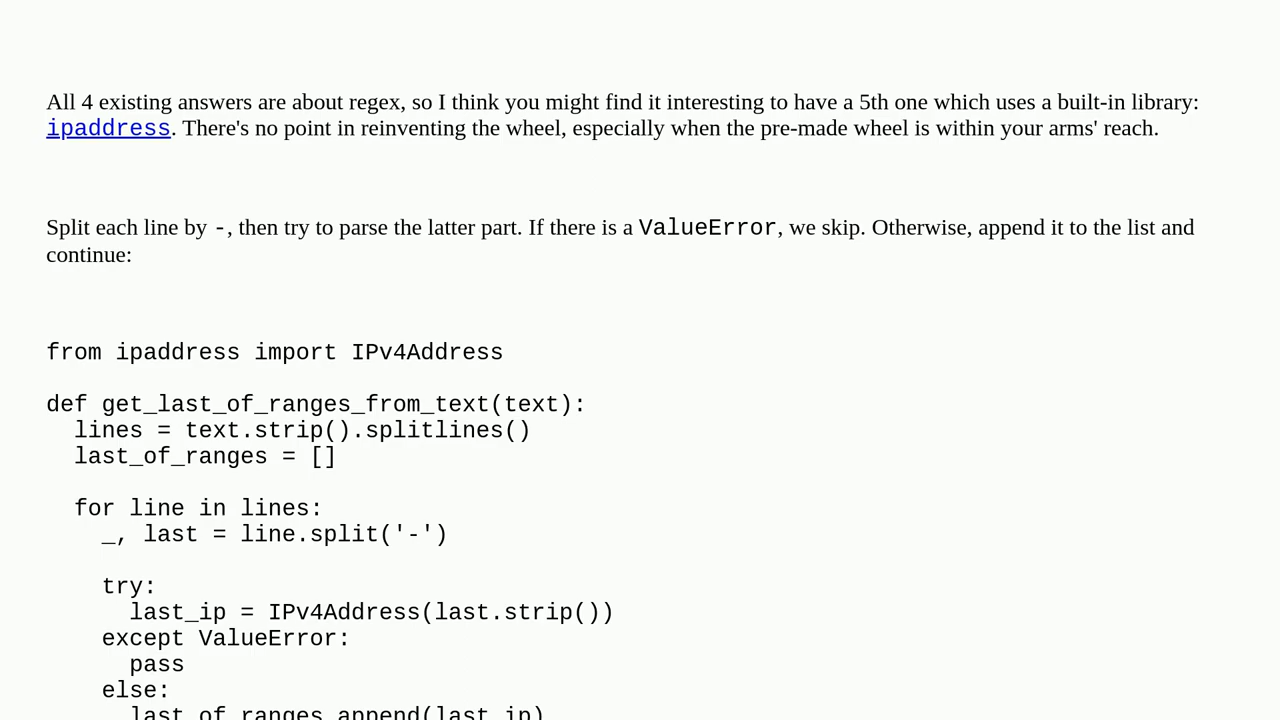 All 4 existing answers are about regex, so I think you might find it interesting to have a 5th one which uses a built-in library:
ipaddress. There's no point in reinventing the wheel, especially when the pre-made wheel is within your arms' reach.
Split each line by -, then try to parse the latter part. If there is a ValueError, we skip. Otherwise, append it to the list and
continue:
from ipaddress import IPv4Address
def get_last_of_ranges_from_text(text):
  lines = text.strip().splitlines()
  last_of_ranges = []
  for line in lines:
    _, last = line.split('-')
    try:
      last_ip = IPv4Address(last.strip())
    except ValueError:
      pass
    else:
      last_of_ranges.append(last_ip)